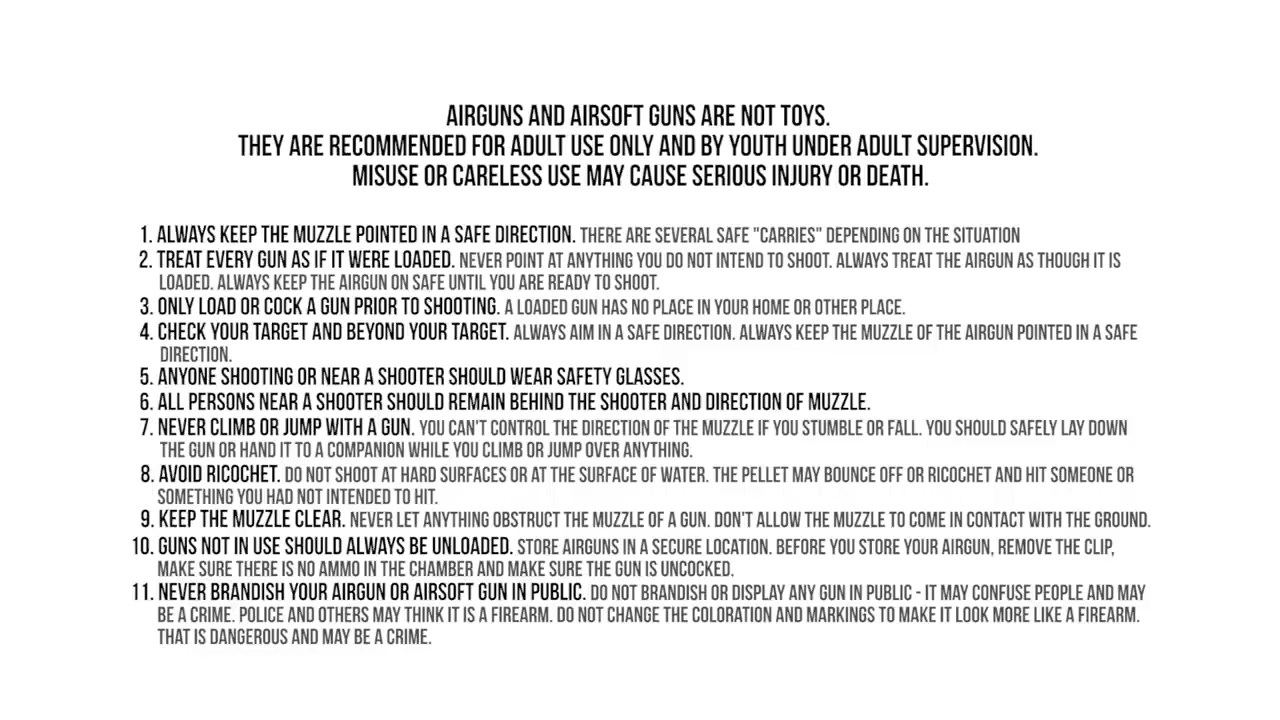 AIRGUNS AND AIRSOFT GUNS ARE NOT TOYS.
THEY ARE RECOMMENDED FOR ADULT USE ONLY AND BY YOUTH UNDER ADULT SUPERVISION.
MISUSE OR CARELESS USE MAY CAUSE SERIOUS INJURY OR DEATH.
1. ALWAYS KEEP THE MUZZLE POINTED IN A SAFE DIRECTION. THERE ARE SEVERAL SAFE "CARRIES" DEPENDING ON THE SITUATION
2. TREAT EVERY GUN AS IF IT WERE LOADED. NEVER POINT AT ANYTHING YOU DO NOT INTEND TO SHOOT. ALWAYS TREAT THE AIRGUN AS THOUGH IT IS
LOADED. ALWAYS KEEP THE AIRGUN ON SAFE UNTIL YOU ARE READY TO SHOOT.
3. ONLY LOAD OR COCK A GUN PRIOR TO SHOOTING. A LOADED GUN HAS NO PLACE IN YOUR HOME OR OTHER PLACE.
4. CHECK YOUR TARGET AND BEYOND YOUR TARGET. ALWAYS AIM IN A SAFE DIRECTION. ALWAYS KEEP THE MUZZLE OF THE AIRGUN POINTED IN A SAFE
DIRECTION.
5. ANYONE SHOOTING OR NEAR A SHOOTER SHOULD WEAR SAFETY GLASSES.
6. ALL PERSONS NEAR A SHOOTER SHOULD REMAIN BEHIND THE SHOOTER AND DIRECTION OF MUZZLE.
7. NEVER CLIMB OR JUMP WITH A GUN. YOU CAN'T CONTROL THE DIRECTION OF THE MUZZLE IF YOU STUMBLE OR FALL. YOU SHOULD SAFELY LAY DOWN
THE GUN OR HAND IT TO A COMPANION WHILE YOU CLIMB OR JUMP OVER ANYTHING.
8. AVOID RICOCHET. DO NOT SHOOT AT HARD SURFACES OR AT THE SURFACE OF WATER. THE PELLET MAY BOUNCE OFF OR RICOCHET AND HIT SOMEONE OR
SOMETHING YOU HAD NOT INTENDED TO HIT.
9. KEEP THE MUZZLE CLEAR. NEVER LET ANYTHING OBSTRUCT THE MUZZLE OF A GUN. DON'T ALLOW THE MUZZLE TO COME IN CONTACT WITH THE GROUND.
10. GUNS NOT IN USE SHOULD ALWAYS BE UNLOADED. STORE AIRGUNS IN A SECURE LOCATION. BEFORE YOU STORE YOUR AIRGUN, REMOVE THE CLIP,
MAKE SURE THERE IS NO AMMO IN THE CHAMBER AND MAKE SURE THE GUN IS UNCOCKED.
11. NEVER BRANDISH YOUR AIRGUN OR AIRSOFT GUN IN PUBLIC. DO NOT BRANDISH OR DISPLAY ANY GUN IN PUBLIC - IT MAY CONFUSE PEOPLE AND MAY
BE A CRIME. POLICE AND OTHERS MAY THINK IT IS A FIREARM. DO NOT CHANGE THE COLORATION AND MARKINGS TO MAKE IT LOOK MORE LIKE A FIREARM.
THAT IS DANGEROUS AND MAY BE A CRIME.